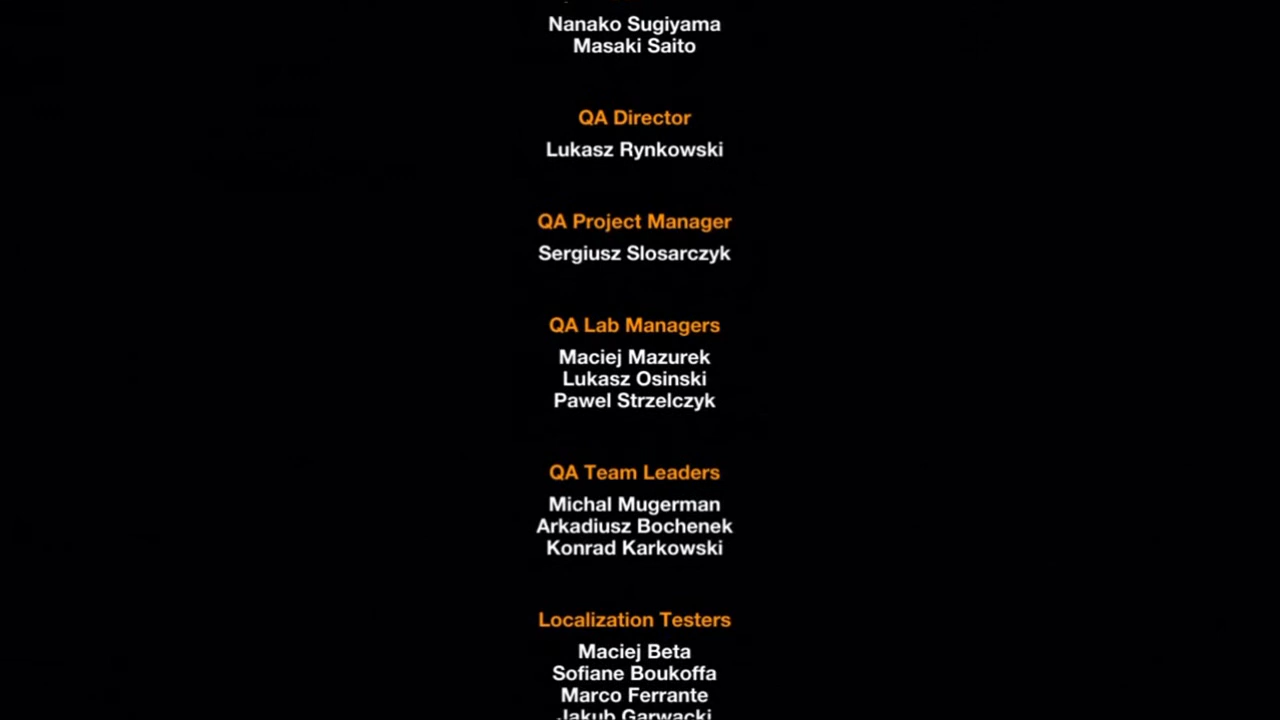 Nanako Sugiyama
Masaki Saito
QA Director
Lukasz Rynkowski
QA Project Manager
Sergiusz Slosarczyk
QA Lab Managers
Maciej Mazurek
Lukasz Osinski
Pawel Strzelczyk
QA Team Leaders
Michal Mugerman
Arkadiusz Bochenek
Konrad Karkowski
Localization Testers
Maciej Beta
Sofiane Boukoffa
Marco Ferrante
Jakub Garwacki